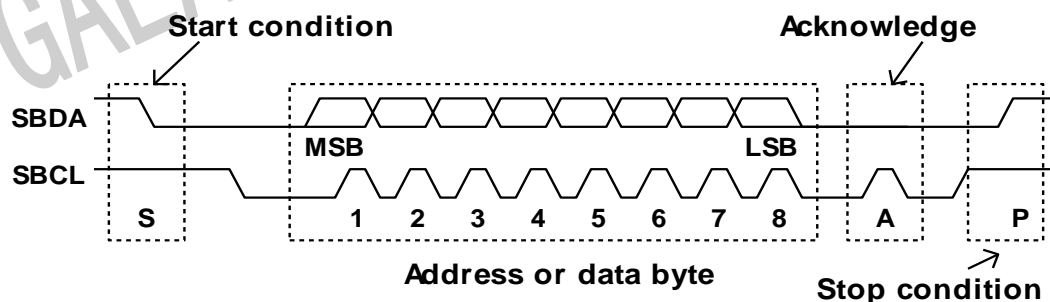 Start condition
Acknowledge
SBDA
MSB
LSB
SBCL
S
1 2 3 4 5 6 7 8
A
P
Address or data byte
Stop condition